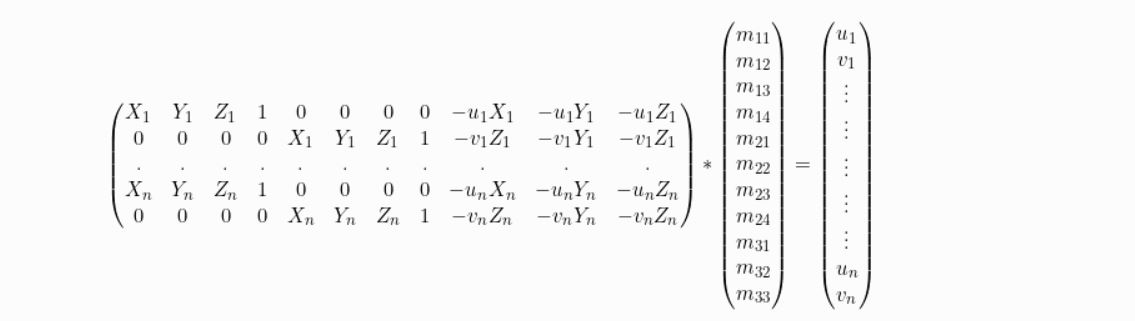 X₁ Y₁ Z₁ 1 0 0 0 0 −u₁X₁ −u₁Y₁ −u₁Z₁
0 0 0 0 X₁ Y₁ Z₁ 1 −v₁Z₁ −v₁Y₁ −v₁Z₁
. . . . . . . . . . .
Xₙ Yₙ Zₙ 1 0 0 0 0 −uₙXₙ −uₙYₙ −uₙZₙ
0 0 0 0 Xₙ Yₙ Zₙ 1 −vₙZₙ −vₙYₙ −vₙZₙ
*
m₁₁
m₁₂
m₁₃
m₁₄
m₂₁
m₂₂
m₂₃
m₂₄
m₃₁
m₃₂
m₃₃
=
u₁
v₁
⋮
⋮
⋮
⋮
⋮
uₙ
vₙ